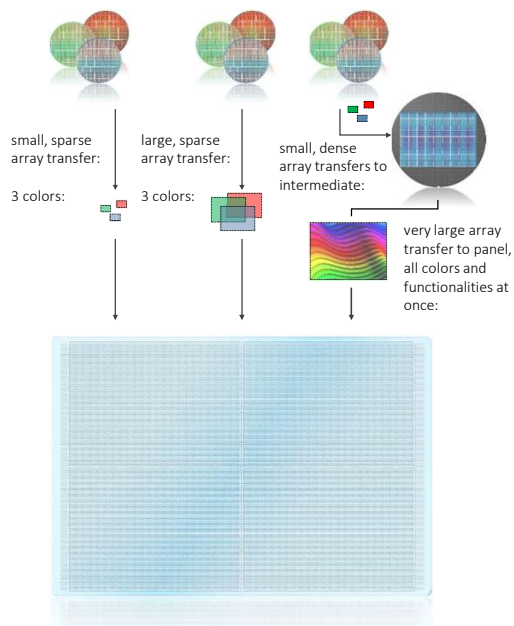 small, sparse
array transfer:
3 colors:
large, sparse
array transfer:
3 colors:
small, dense
array transfers to
intermediate:
very large array
transfer to panel,
all colors and
functionalities at
once: